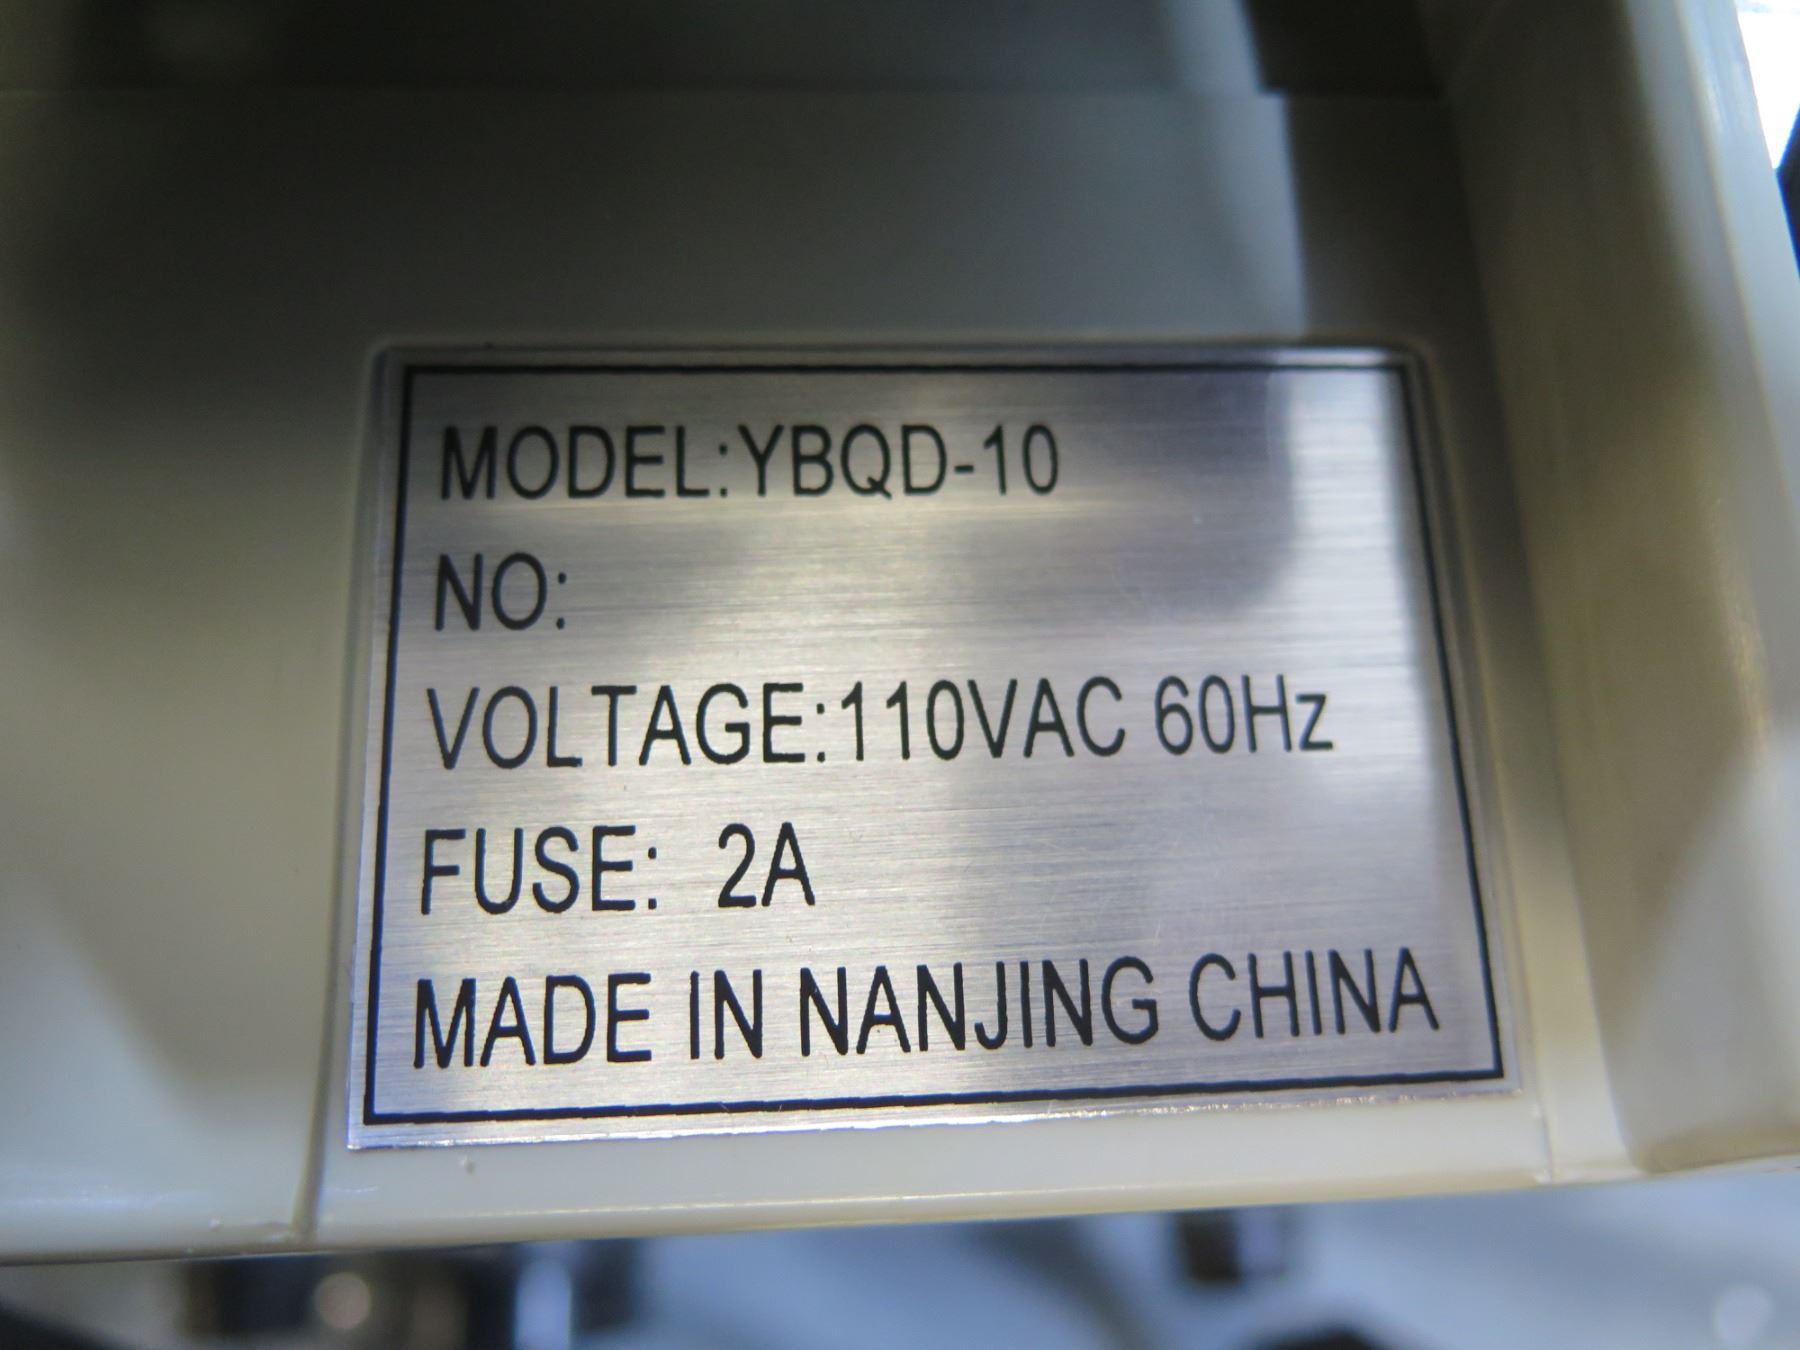 MODEL:YBQD-10
NO:
VOLTAGE:110VAC 60Hz
FUSE: 2A
MADE IN NANJING CHINA